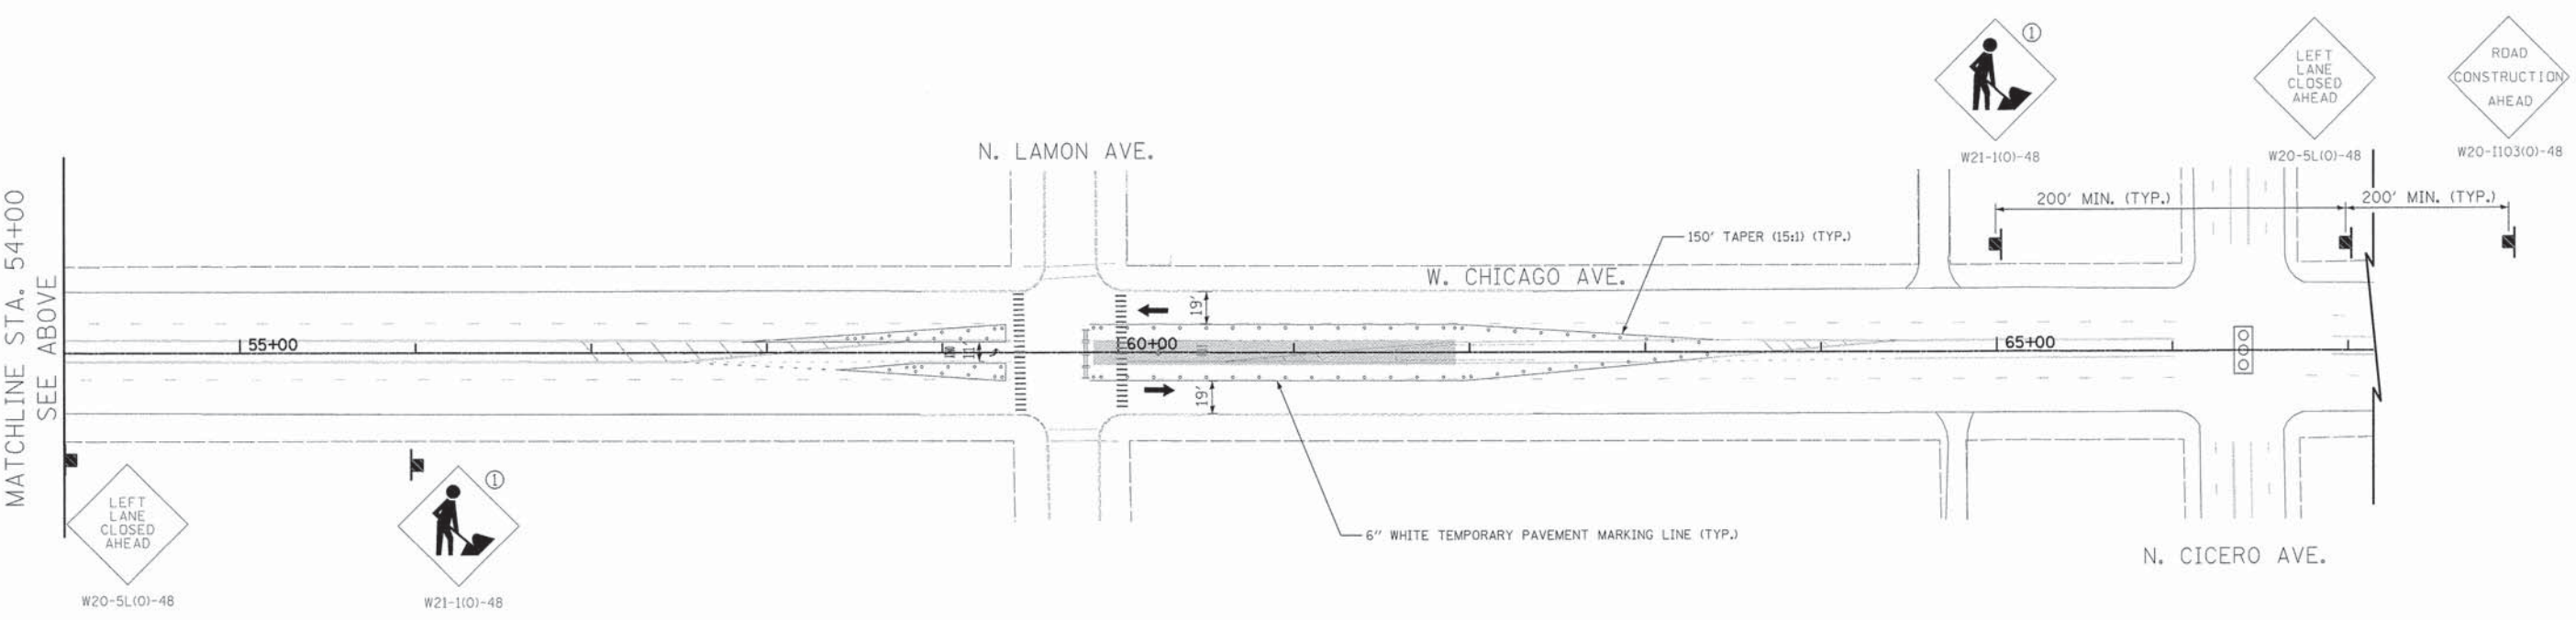 MATCHLINE STA. 54+00
SEE ABOVE
N. LAMON AVE.
①
LEFT
LANE
CLOSED
AHEAD
ROAD
CONSTRUCTION
AHEAD
W21-1(O)-48
W20-5L(O)-48
W20-I103(O)-48
200' MIN. (TYP.)
200' MIN. (TYP.)
150' TAPER (15:1) (TYP.)
W. CHICAGO AVE.
19'
55+00
11'
60+00
65+00
19'
①
LEFT
LANE
CLOSED
AHEAD
6" WHITE TEMPORARY PAVEMENT MARKING LINE (TYP.)
N. CICERO AVE.
W20-5L(O)-48
W21-1(O)-48